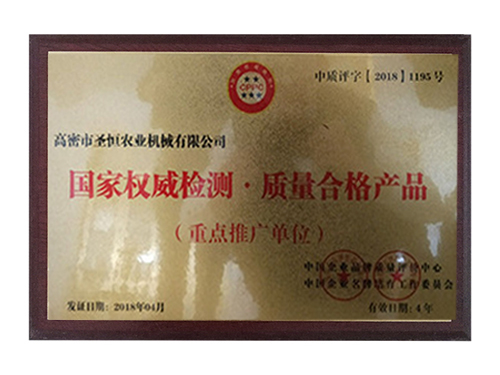 CPPC
中质评字【2018】1195号
高密市圣恒农业机械有限公司
国家权威检测·质量合格产品
（重点推广单位）
中国企业品牌质量评价中心
中国企业名牌培育工作委员会
发证日期：2018年04月
有效日期：4年